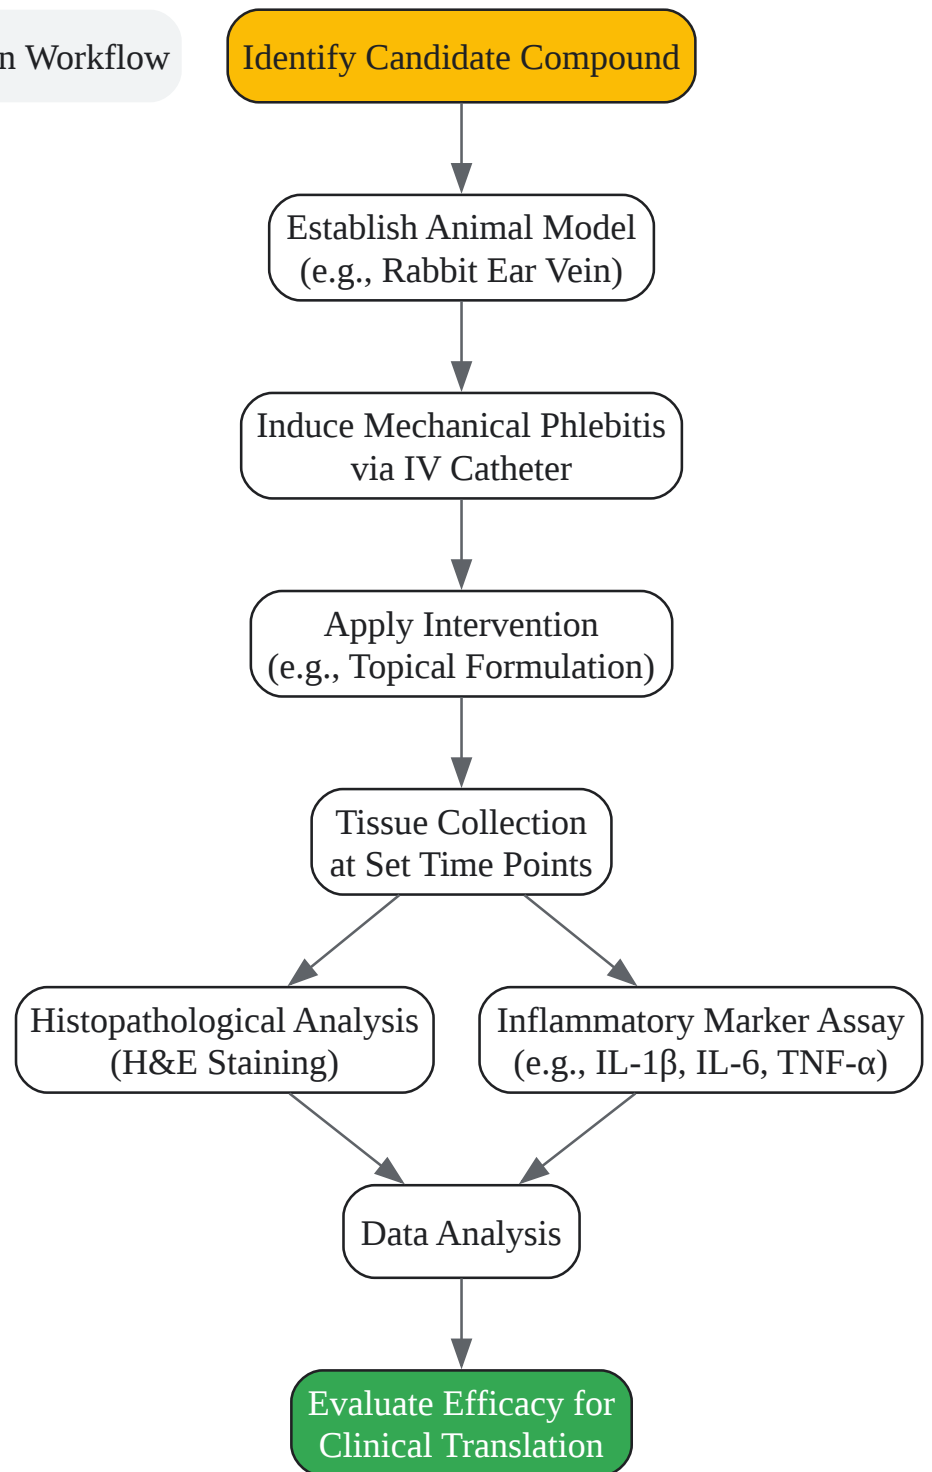 n Workflow
Identify Candidate Compound
Establish Animal Model
(e.g., Rabbit Ear Vein)
Induce Mechanical Phlebitis
via IV Catheter
Apply Intervention
(e.g., Topical Formulation)
Tissue Collection
at Set Time Points
Histopathological Analysis
(H&E Staining)
Inflammatory Marker Assay
(e.g., IL-1β, IL-6, TNF-α)
Data Analysis
Evaluate Efficacy for
Clinical Translation